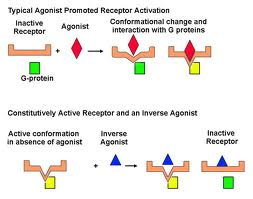 Typical Agonist Promoted Receptor Activation
Inactive
Receptor
Agonist
Conformational change and
interaction with G proteins
+
G-protein
Constitutively Active Receptor and an Inverse Agonist
Active conformation
in absence of agonist
Inverse
Agonist
Inactive
Receptor
+